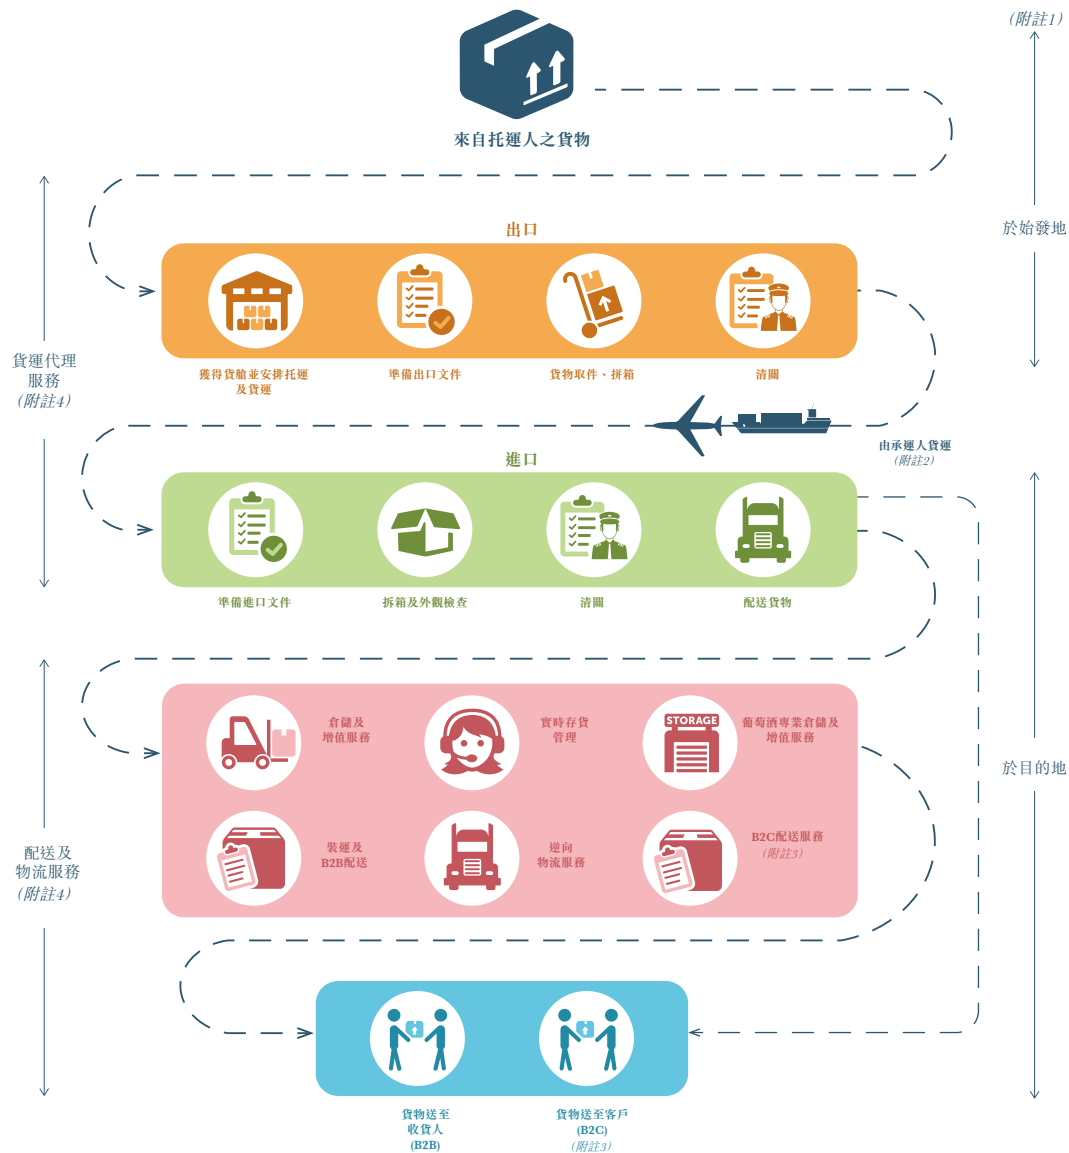 (附註1)
來自托運人之貨物
於始發地
出口
獲得貨艙並安排托運
及貨運
準備出口文件
貨物取件、拼箱
清關
貨運代理
服務
(附註4)
由承運人貨運
(附註2)
進口
準備進口文件
拆箱及外觀檢查
清關
配送貨物
倉儲及
增值服務
實時存貨
管理
STORAGE
葡萄酒專業倉儲及
增值服務
於目的地
裝運及
B2B配送
逆向
物流服務
B2C配送服務
(附註3)
配送及
物流服務
(附註4)
貨物送至
收貨人
(B2B)
貨物送至客戶
(B2C)
(附註3)